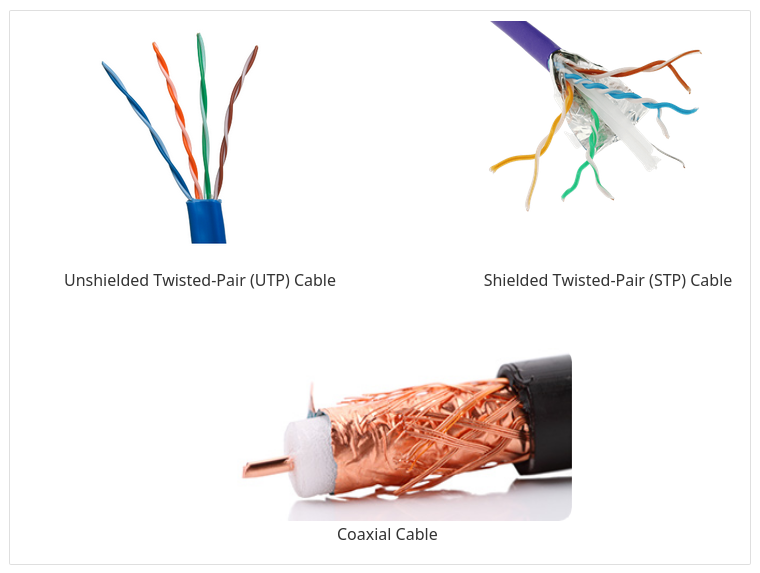 Unshielded Twisted-Pair (UTP) Cable
Shielded Twisted-Pair (STP) Cable
Coaxial Cable